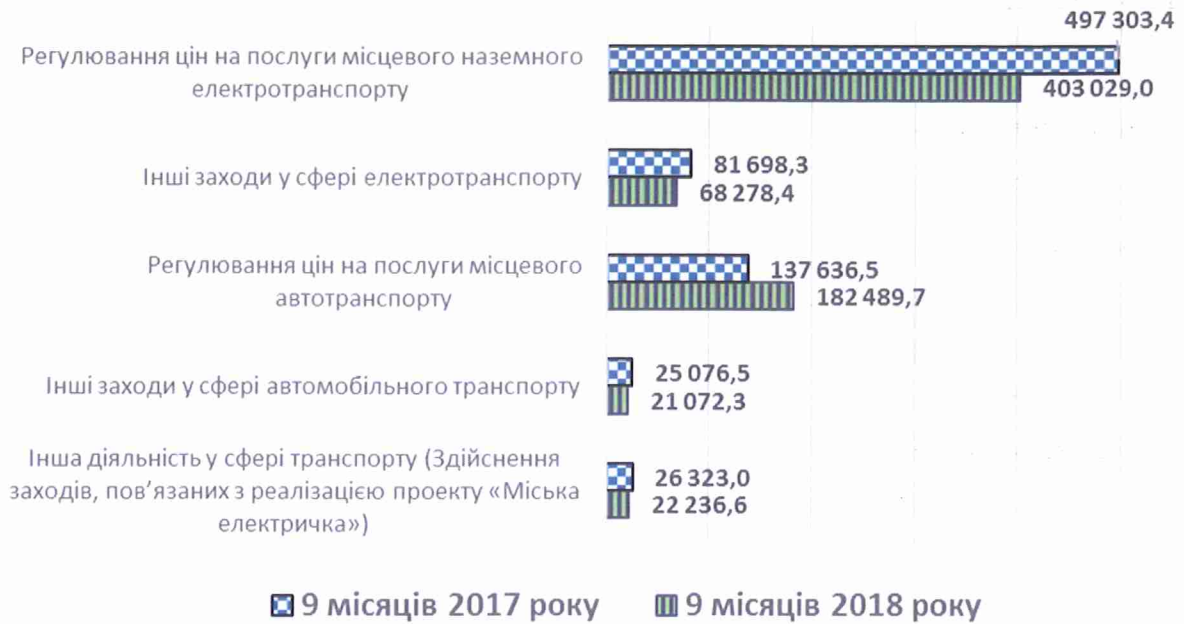 497 303,4
Регулювання цін на послуги місцевого наземного
електротранспорту
403 029,0
Інші заходи у сфері електротранспорту
81 698,3
68 278,4
Регулювання цін на послуги місцевого
автотранспорту
137 636,5
182 489,7
Інші заходи у сфері автомобільного транспорту
25 076,5
21 072,3
Інша діяльність у сфері транспорту (Здійснення
заходів, пов’язаних з реалізацією проекту «Міська
електричка»)
26 323,0
22 236,6
9 місяців 2017 року
9 місяців 2018 року